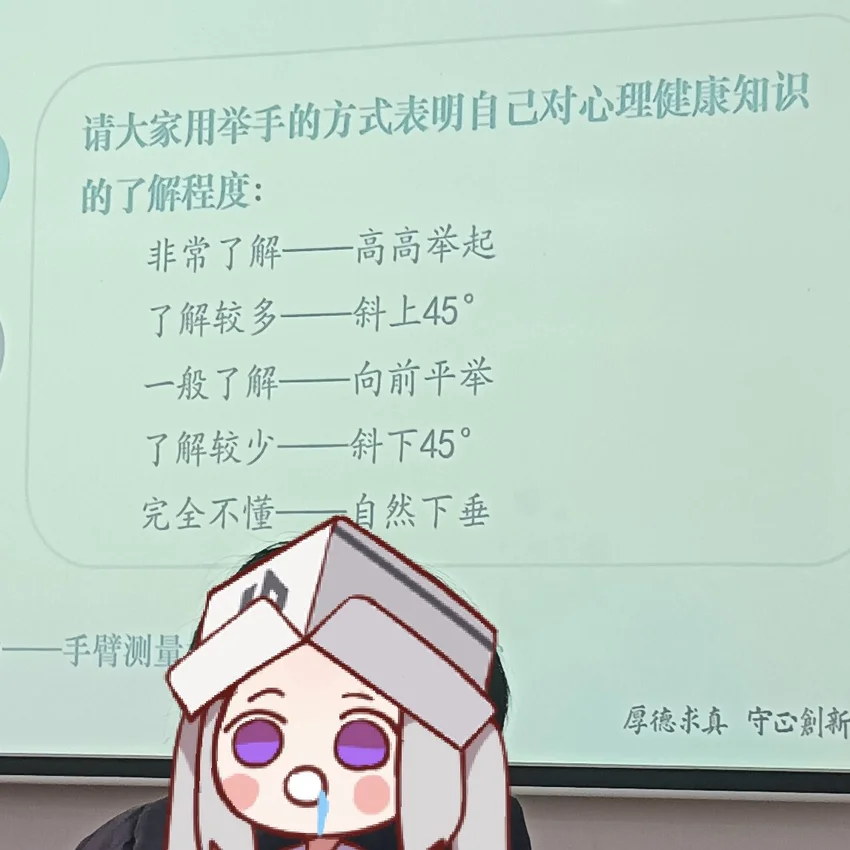 请大家用举手的方式表明自己对心理健康知识
的了解程度：
非常了解——高高举起
了解较多——斜上45°
一般了解——向前平举
了解较少——斜下45°
完全不懂——自然下垂
——手臂测量
厚德求真 守正創新